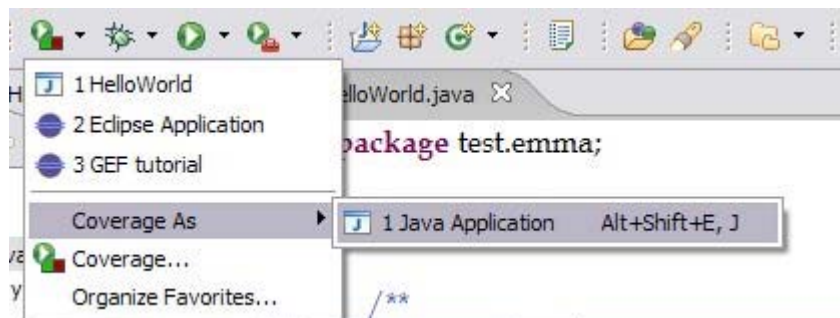 1 HelloWorld
elloWorld.java
2 Eclipse Application
package test.emma;
3 GEF tutorial
Coverage As
1 Java Application Alt+Shift+E, J
Coverage...
Organize Favorites...
/**